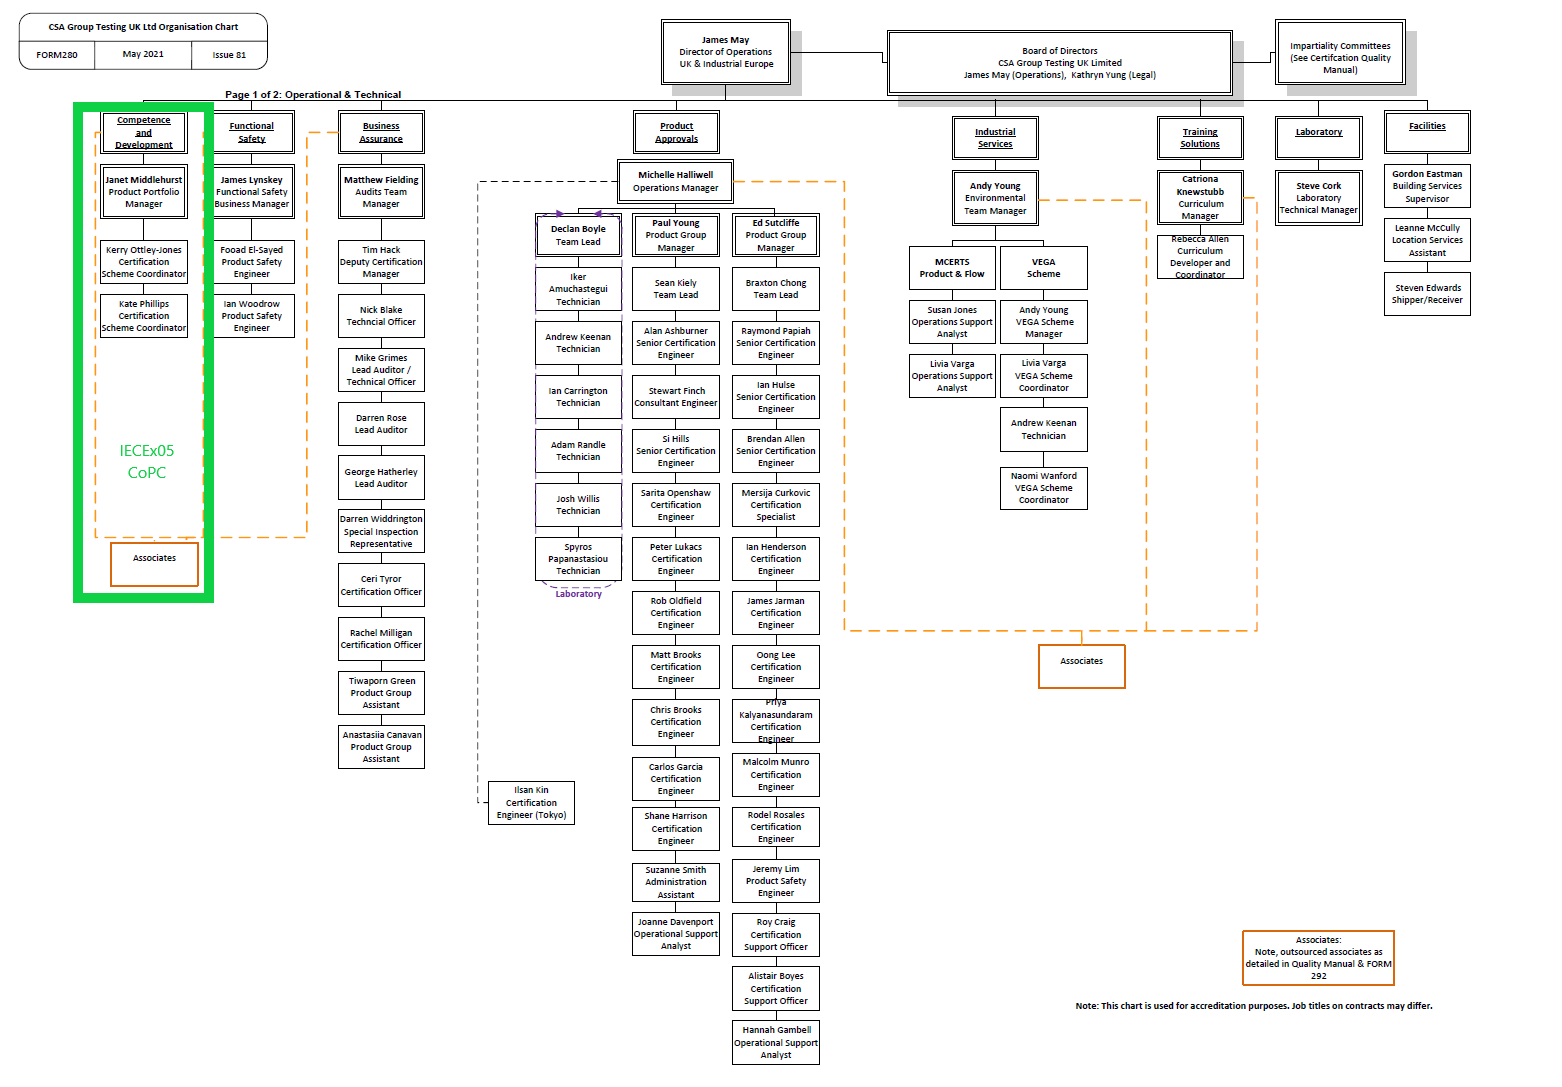 CSA Group Testing UK Ltd Organisation Chart
FORM280
May 2021
Issue 81
James May
Director of Operations
UK & Industrial Europe
Board of Directors
CSA Group Testing UK Limited
James May (Operations),  Kathryn Yung (Legal)
Impartiality Committees
(See Certifcation Quality
Manual)
Page 1 of 2: Operational & Technical
Competence
and
Development
Janet Middlehurst
Product Portfolio
Manager
Kerry Ottley-Jones
Certification
Scheme Coordinator
Kate Phillips
Certification
Scheme Coordinator
IECEx05
CoPC
Associates
Functional
Safety
James Lynskey
Functional Safety
Business Manager
Fooad El-Sayed
Product Safety
Engineer
Ian Woodrow
Product Safety
Engineer
Business
Assurance
Matthew Fielding
Audits Team
Manager
Tim Hack
Deputy Certification
Manager
Nick Blake
Techncial Officer
Mike Grimes
Lead Auditor /
Technical Officer
Darren Rose
Lead Auditor
George Hatherley
Lead Auditor
Darren Widdrington
Special Inspection
Representative
Ceri Tyror
Certification Officer
Rachel Milligan
Certification Officer
Tiwaporn Green
Product Group
Assistant
Anastasiia Canavan
Product Group
Assistant
Product
Approvals
Michelle Halliwell
Operations Manager
Declan Boyle
Team Lead
Iker
Amuchastegui
Technician
Andrew Keenan
Technician
Ian Carrington
Technician
Adam Randle
Technician
Josh Willis
Technician
Spyros
Papanastasiou
Technician
Laboratory
Ilsan Kin
Certification
Engineer (Tokyo)
Paul Young
Product Group
Manager
Sean Kiely
Team Lead
Alan Ashburner
Senior Certification
Engineer
Stewart Finch
Consultant Engineer
Si Hills
Senior Certification
Engineer
Sarita Openshaw
Certification
Engineer
Peter Lukacs
Certification
Engineer
Rob Oldfield
Certification
Engineer
Matt Brooks
Certification
Engineer
Chris Brooks
Certification
Engineer
Carlos Garcia
Certification
Engineer
Shane Harrison
Certification
Engineer
Suzanne Smith
Administration
Assistant
Joanne Davenport
Operational Support
Analyst
Ed Sutcliffe
Product Group
Manager
Braxton Chong
Team Lead
Raymond Papiah
Senior Certification
Engineer
Ian Hulse
Senior Certification
Engineer
Brendan Allen
Senior Certification
Engineer
Mersija Curkovic
Certification
Specialist
Ian Henderson
Certification
Engineer
James Jarman
Certification
Engineer
Oong Lee
Certification
Engineer
Priya
Kalyanasundaram
Certification
Engineer
Malcolm Munro
Certification
Engineer
Rodel Rosales
Certification
Engineer
Jeremy Lim
Product Safety
Engineer
Roy Craig
Certification
Support Officer
Alistair Boyes
Certification
Support Officer
Hannah Gambell
Operational Support
Analyst
Industrial
Services
Andy Young
Environmental
Team Manager
MCERTS
Product & Flow
Susan Jones
Operations Support
Analyst
Livia Varga
Operations Support
Analyst
VEGA
Scheme
Andy Young
VEGA Scheme
Manager
Livia Varga
VEGA Scheme
Coordinator
Andrew Keenan
Technician
Naomi Wanford
VEGA Scheme
Coordinator
Associates
Training
Solutions
Catriona
Knewstubb
Curriculum
Manager
Rebecca Allen
Curriculum
Developer and
Coordinator
Laboratory
Steve Cork
Laboratory
Technical Manager
Facilities
Gordon Eastman
Building Services
Supervisor
Leanne McCully
Location Services
Assistant
Steven Edwards
Shipper/Receiver
Associates:
Note, outsourced associates as
detailed in Quality Manual & FORM
292
Note: This chart is used for accreditation purposes. Job titles on contracts may differ.